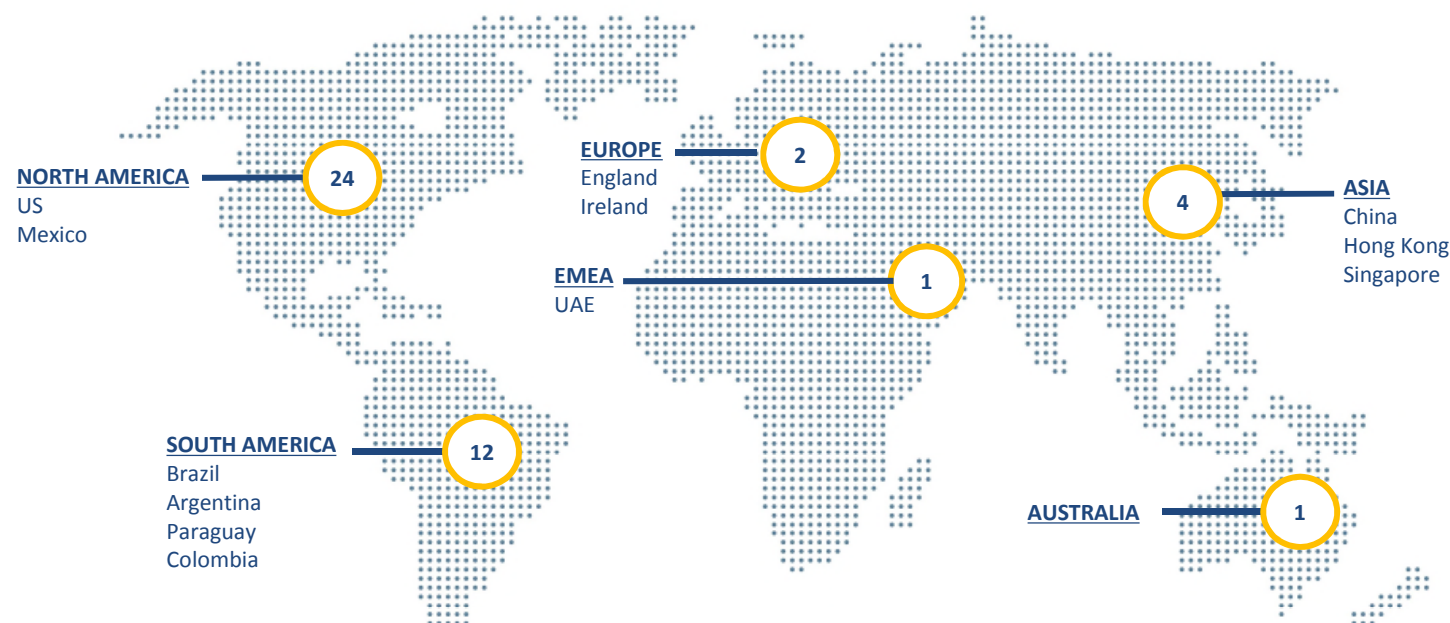 NORTH AMERICA
US
Mexico
24
EUROPE
England
Ireland
2
ASIA
China
Hong Kong
Singapore
4
EMEA
UAE
1
SOUTH AMERICA
Brazil
Argentina
Paraguay
Colombia
12
AUSTRALIA
1